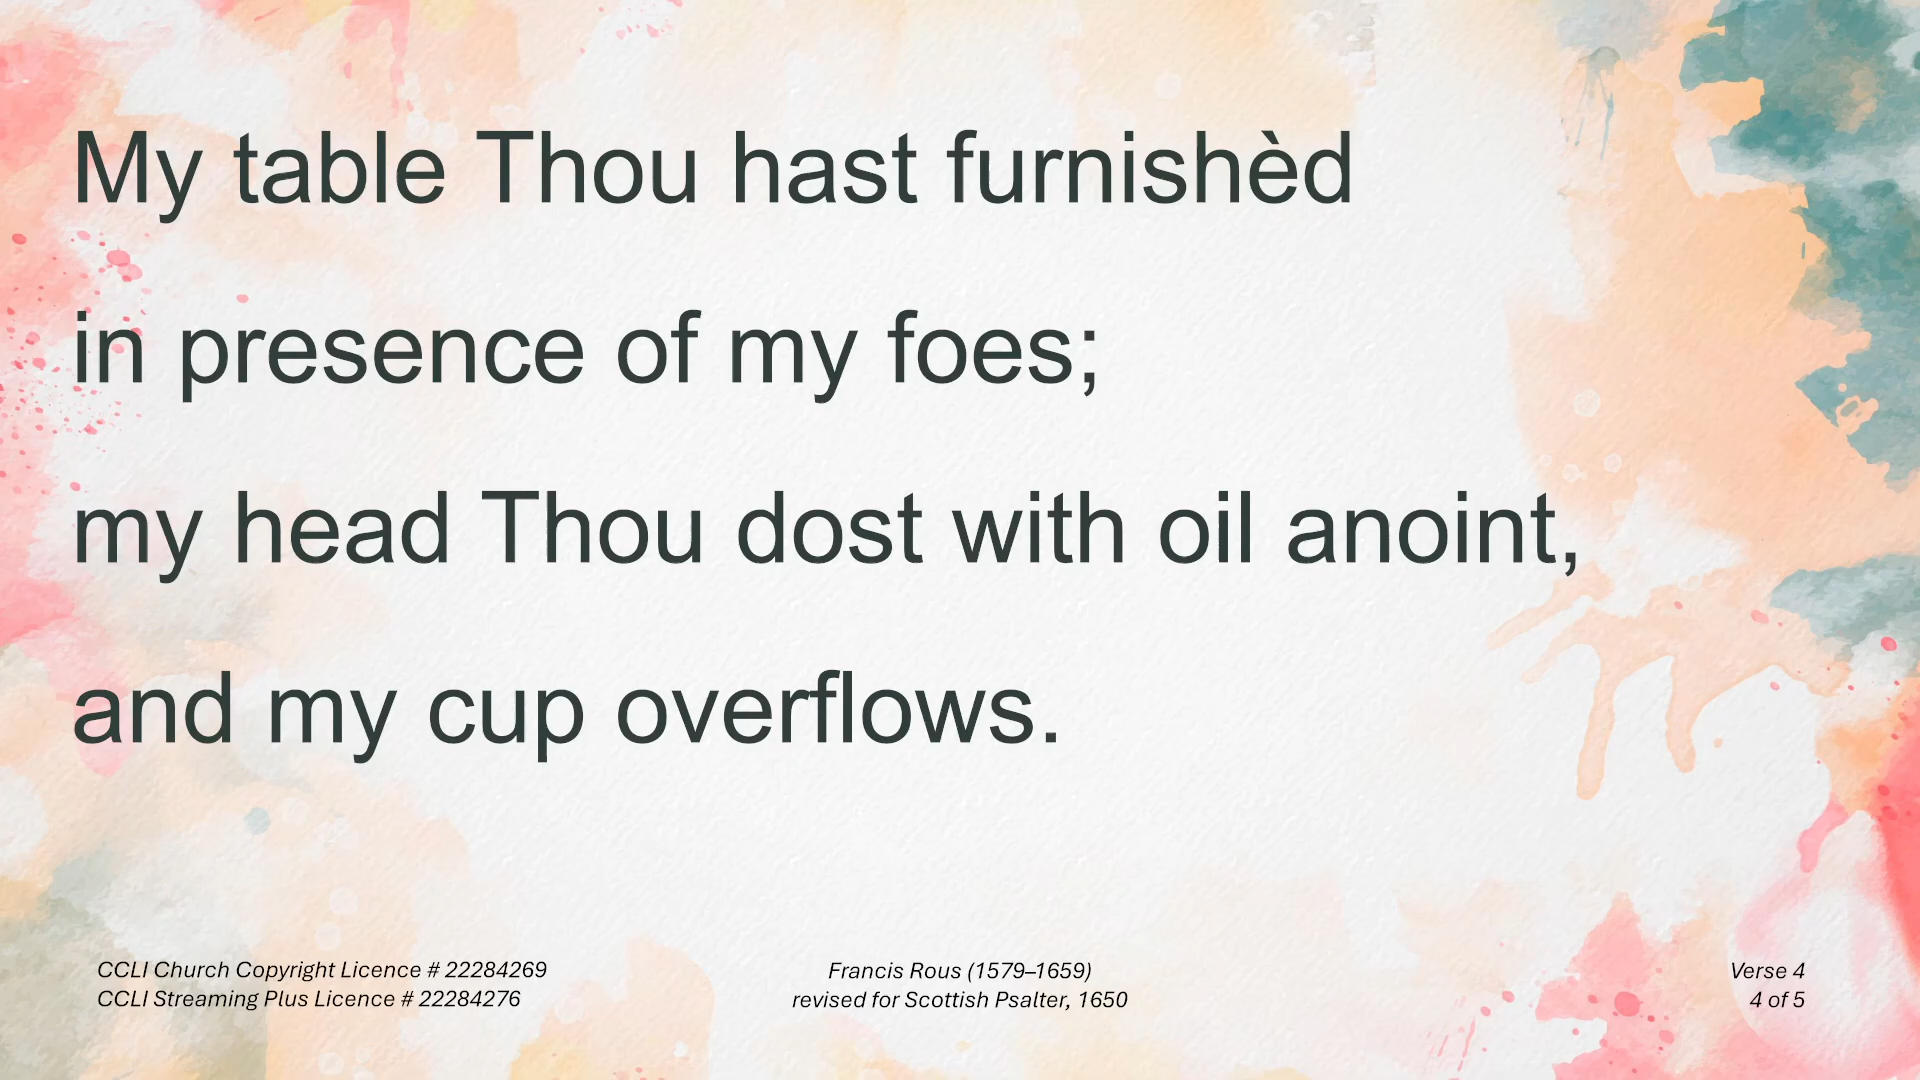 My table Thou hast furnishèd
in presence of my foes;
my head Thou dost with oil anoint,
and my cup overflows.
CCLI Church Copyright Licence # 22284269
CCLI Streaming Plus Licence # 22284276
Francis Rous (1579–1659)
revised for Scottish Psalter, 1650
Verse 4
4 of 5